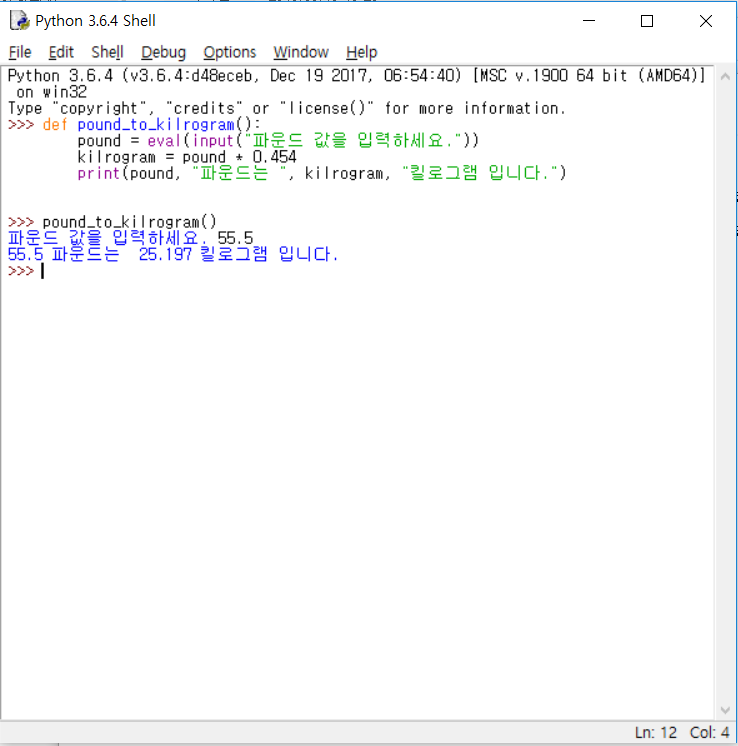 Python 3.6.4 Shell
File Edit Shell Debug Options Window Help
Python 3.6.4 (v3.6.4:d48eceb, Dec 19 2017, 06:54:40) [MSC v.1900 64 bit (AMD64)]
 on win32
Type "copyright", "credits" or "license()" for more information.
>>> def pound_to_kilrogram():
        pound = eval(input("파운드 값을 입력하세요."))
        kilrogram = pound * 0.454
        print(pound, "파운드는 ", kilrogram, "킬로그램 입니다.")
>>> pound_to_kilrogram()
파운드 값을 입력하세요. 55.5
55.5 파운드는  25.197 킬로그램 입니다.
>>>
Ln: 12 Col: 4